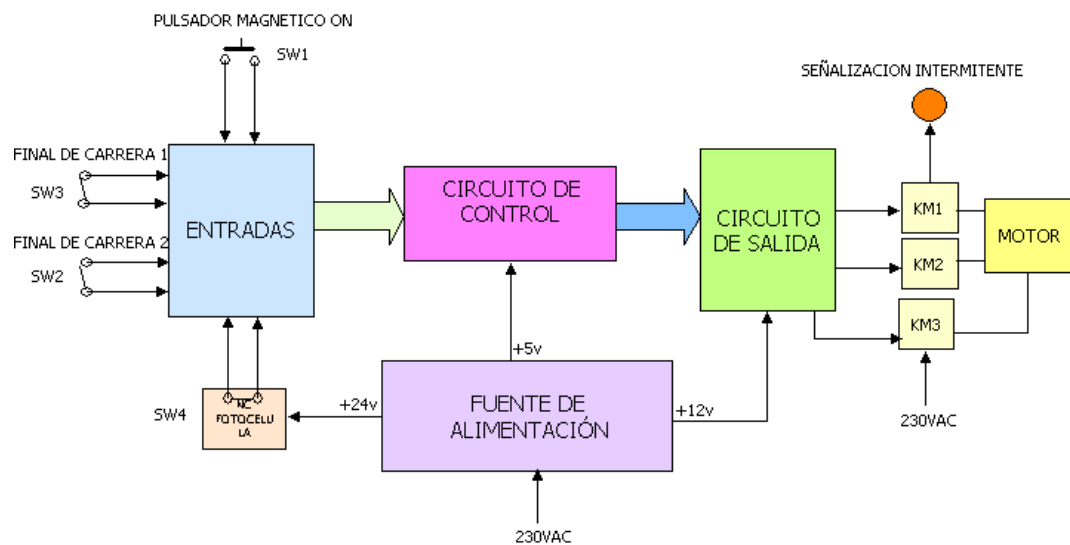 PULSADOR MAGNETICO ON
SW1
SEÑALIZACION INTERMITENTE
FINAL DE CARRERA 1
SW3
ENTRADAS
CIRCUITO DE
CONTROL
CIRCUITO
DE SALIDA
KM1
KM2
KM3
MOTOR
FINAL DE CARRERA 2
SW2
+5v
SW4
NC
FOTOCELU
LA
+24v
FUENTE DE
ALIMENTACIÓN
+12v
230VAC
230VAC